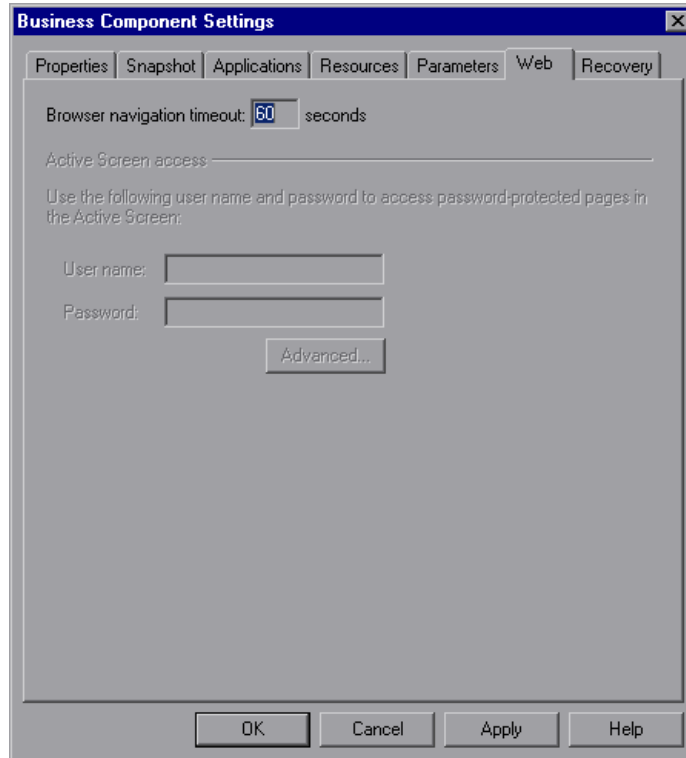 Business Component Settings
Properties Snapshot Applications Resources Parameters Web Recovery
Browser navigation timeout: 60 seconds
Active Screen access
Use the following user name and password to access password-protected pages in
the Active Screen:
User name:
Password:
Advanced...
OK Cancel Apply Help